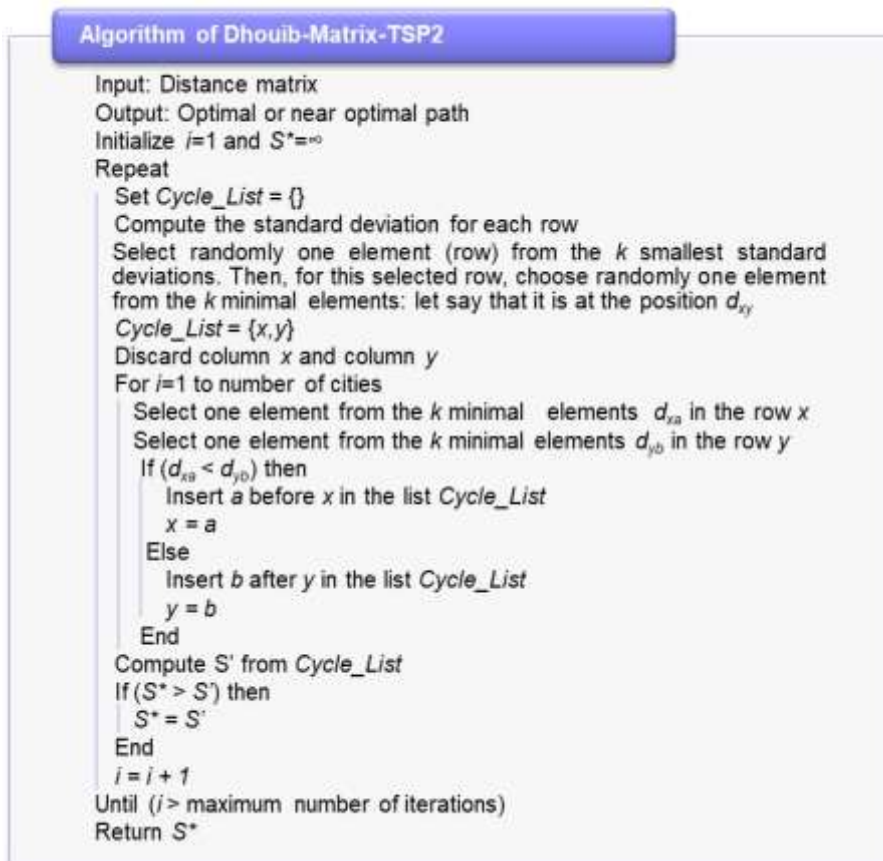 Algorithm of Dhouib-Matrix-TSP2
Input: Distance matrix
Output: Optimal or near optimal path
Initialize i=1 and S*=∞
Repeat
Set Cycle_List = {}
Compute the standard deviation for each row
Select randomly one element (row) from the k smallest standard
deviations. Then, for this selected row, choose randomly one element
from the k minimal elements: let say that it is at the position dxy
Cycle_List = {x,y}
Discard column x and column y
For i=1 to number of cities
Select one element from the k minimal elements dxa in the row x
Select one element from the k minimal elements dyb in the row y
If (dxa < dyb) then
Insert a before x in the list Cycle_List
x = a
Else
Insert b after y in the list Cycle_List
y = b
End
Compute S' from Cycle_List
If (S* > S') then
S* = S'
End
i = i + 1
Until (i > maximum number of iterations)
Return S*